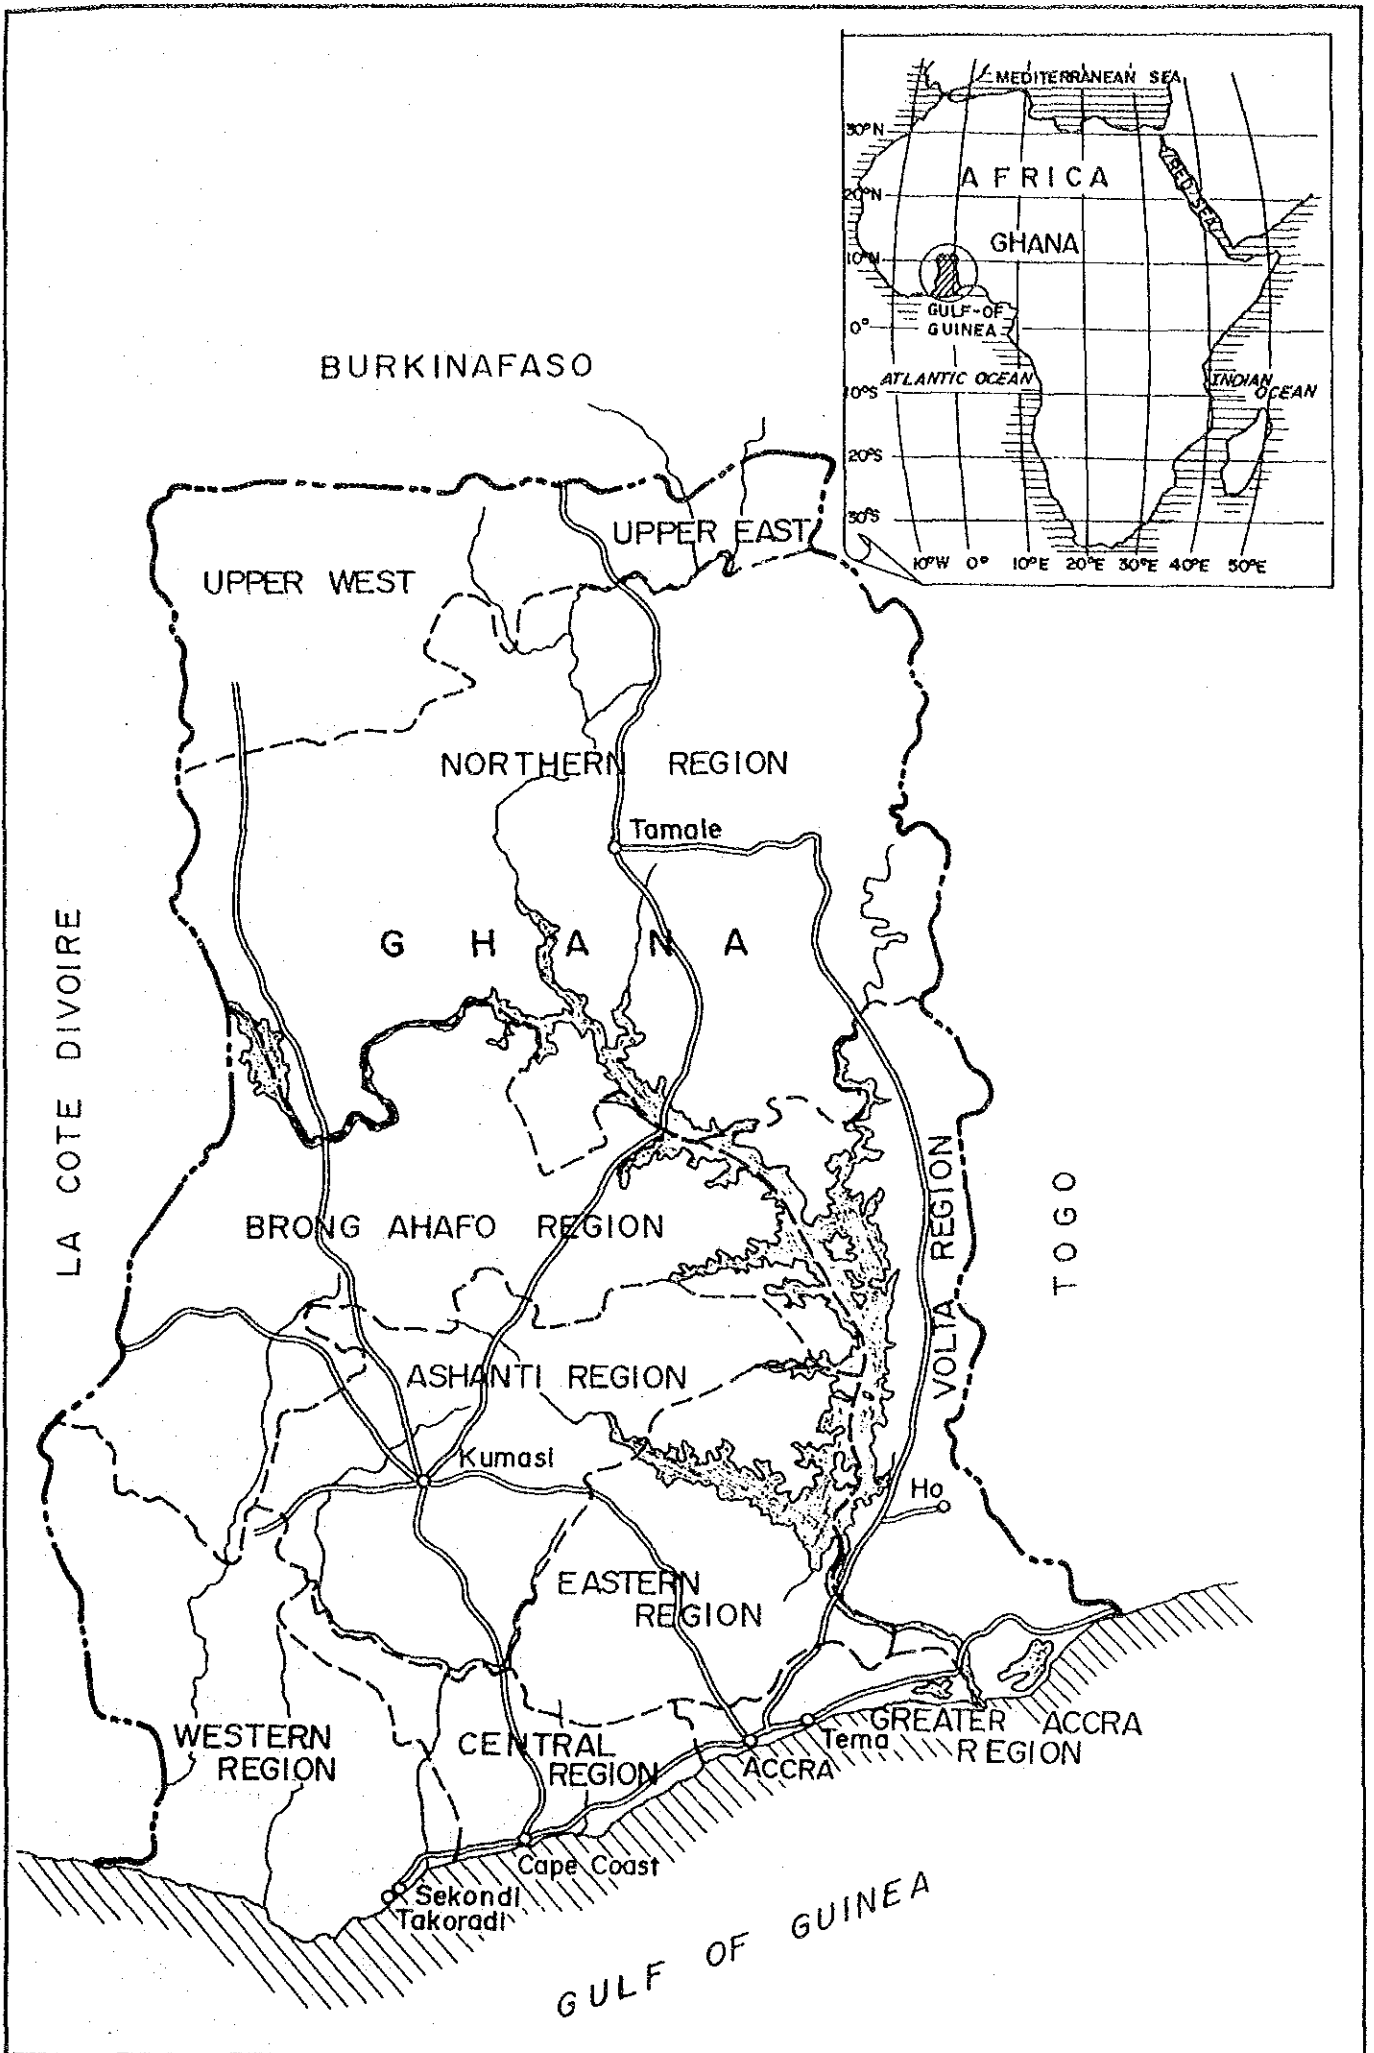 MEDITERRANEAN SEA
30°N
AFRICA
RED SEA
20°N
GHANA
10°N
GULF-OF
GUINEA
0°
ATLANTIC OCEAN
INDIAN
OCEAN
10°S
20°S
30°S
10°W 0° 10°E 20°E 30°E 40°E 50°E
BURKINAFASO
UPPER EAST
UPPER WEST
NORTHERN REGION
Tamale
GHANA
LA COTE DIVOIRE
TOGO
VOLTA REGION
BRONG AHAFO REGION
ASHANTI REGION
Kumasi
Ho
EASTERN
REGION
WESTERN
REGION
CENTRAL
REGION
GREATER ACCRA
REGION
Tema
ACCRA
Cape Coast
Sekondi
Takoradi
GULF OF GUINEA